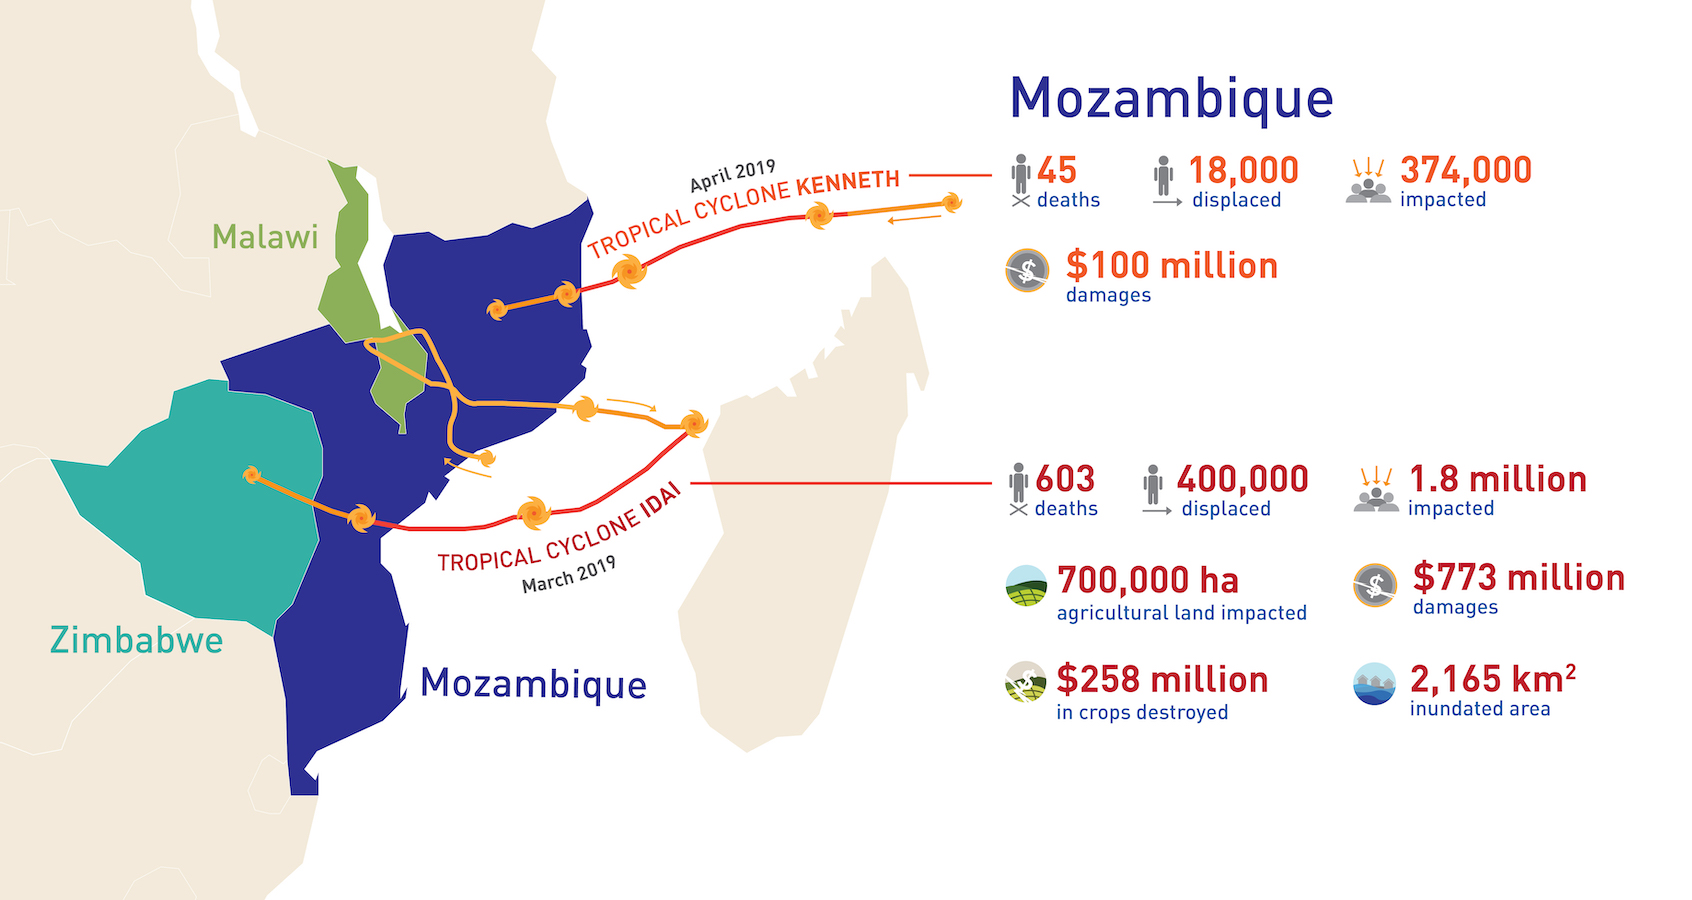 Mozambique
April 2019
TROPICAL CYCLONE KENNETH
45
deaths
18,000
displaced
374,000
impacted
$100 million
damages
Malawi
603
deaths
400,000
displaced
1.8 million
impacted
TROPICAL CYCLONE IDAI
March 2019
700,000 ha
agricultural land impacted
$773 million
damages
Zimbabwe
Mozambique
$258 million
in crops destroyed
2,165 km²
inundated area